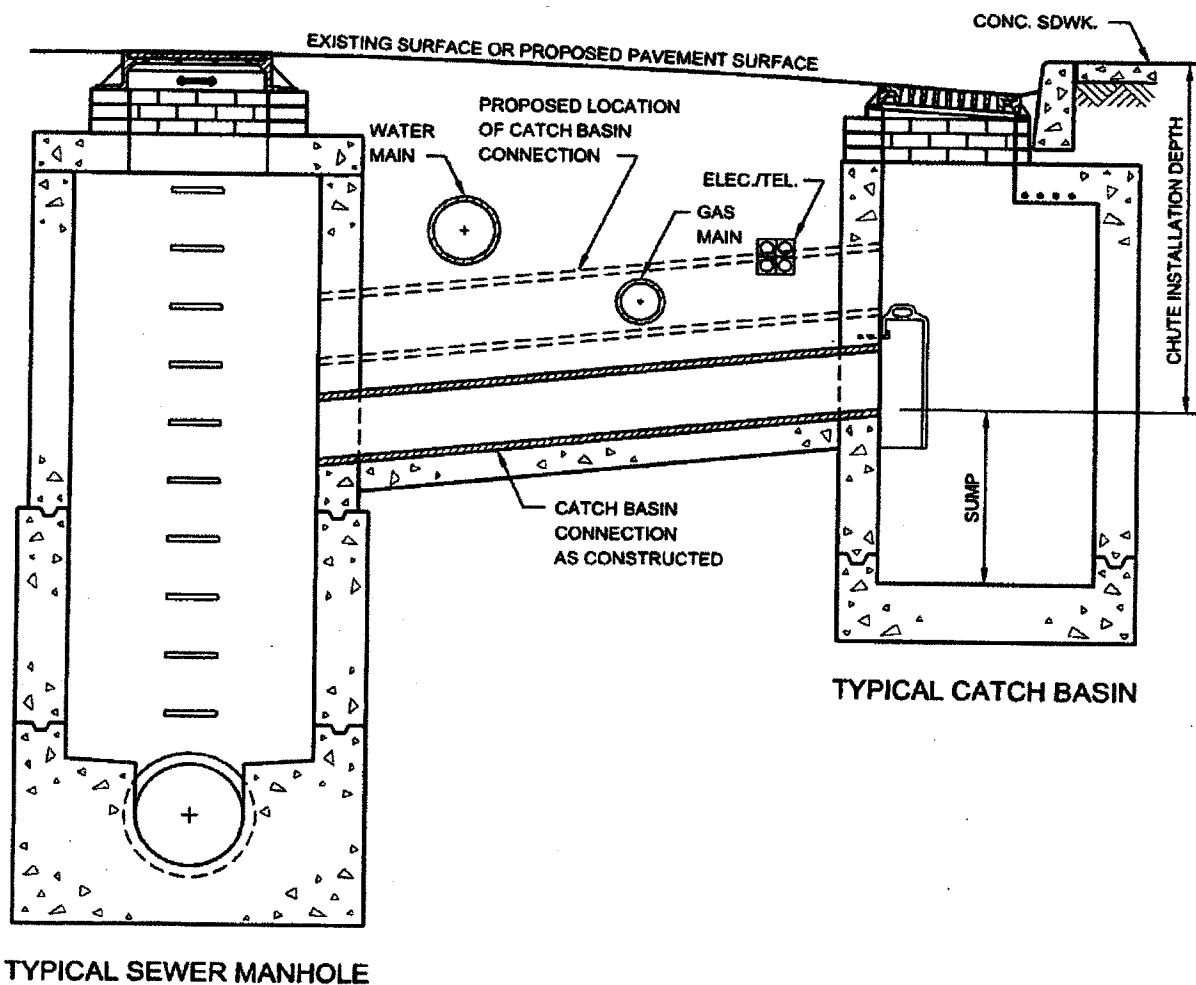 CONC. SDWK.
EXISTING SURFACE OR PROPOSED PAVEMENT SURFACE
PROPOSED LOCATION
OF CATCH BASIN
CONNECTION
WATER
MAIN
ELEC./TEL.
GAS
MAIN
CHUTE INSTALLATION DEPTH
SUMP
CATCH BASIN
CONNECTION
AS CONSTRUCTED
TYPICAL CATCH BASIN
TYPICAL SEWER MANHOLE